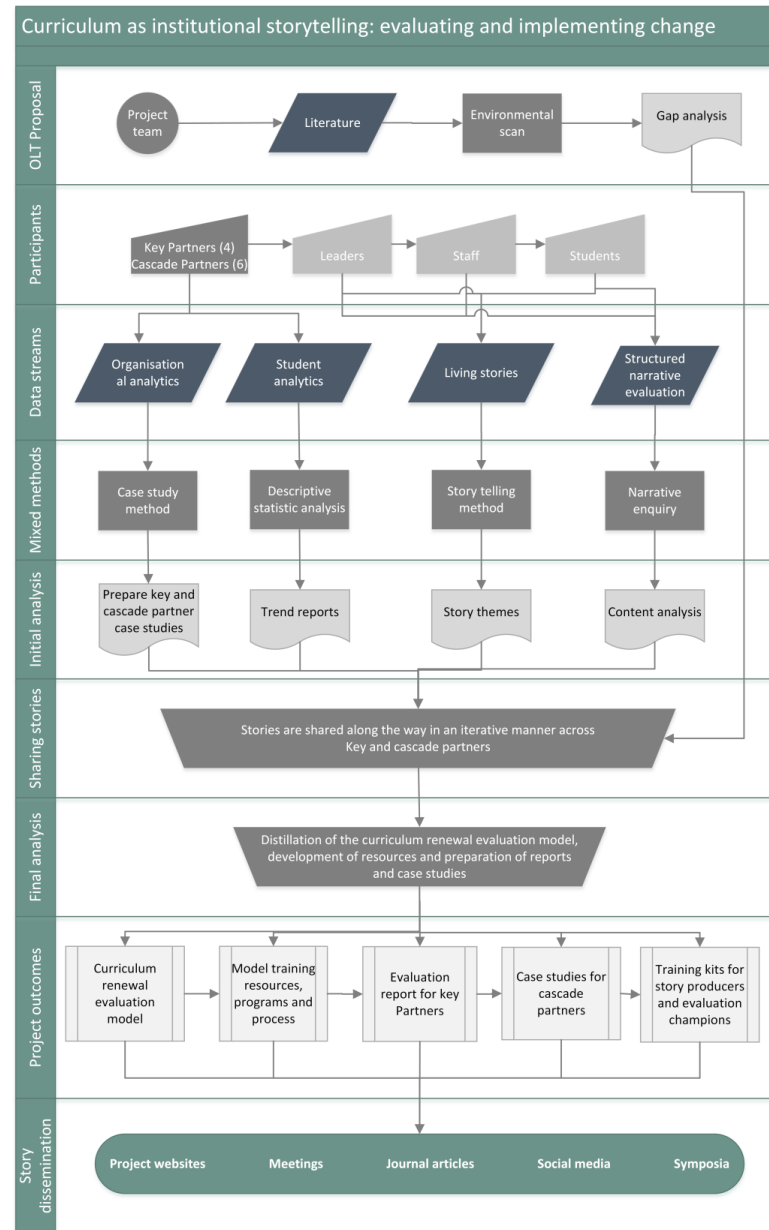 Curriculum as institutional storytelling: evaluating and implementing change
OLT Proposal
Project
team
Literature
Environmental
scan
Gap analysis
Participants
Key Partners (4)
Cascade Partners (6)
Leaders
Staff
Students
Data streams
Organisation
al analytics
Student
analytics
Living stories
Structured
narrative
evaluation
Mixed methods
Case study
method
Descriptive
statistic analysis
Story telling
method
Narrative
enquiry
Initial analysis
Prepare key and
cascade partner
case studies
Trend reports
Story themes
Content analysis
Sharing stories
Stories are shared along the way in an iterative manner across
Key and cascade partners
Final analysis
Distillation of the curriculum renewal evaluation model,
development of resources and preparation of reports
and case studies
Project outcomes
Curriculum
renewal
evaluation
model
Model training
resources,
programs and
process
Evaluation
report for key
Partners
Case studies for
cascade
partners
Training kits for
story producers
and evaluation
champions
Story
dissemination
Project websites
Meetings
Journal articles
Social media
Symposia